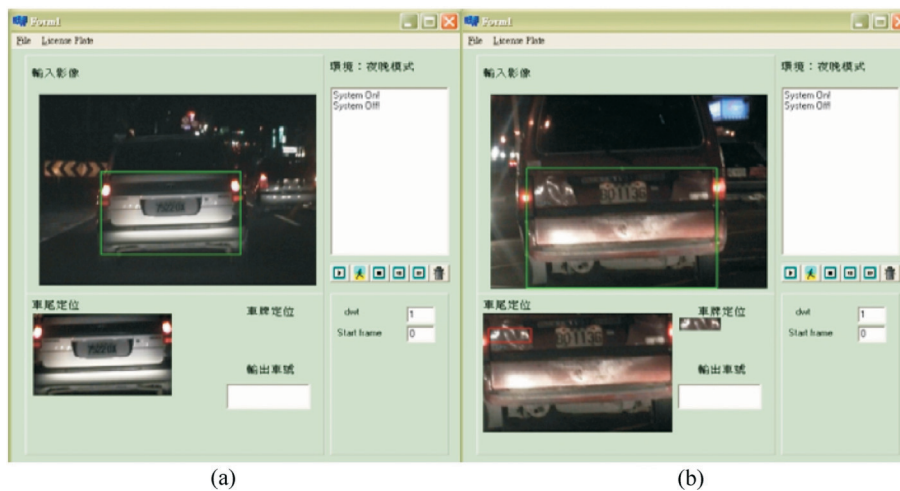 Form1
File License Plate
輸入影像
環境：夜晚模式
System On!
System Off!
車尾定位
車牌定位
輸出車號
dwt
1
Start frame
0
(a)
Form1
File License Plate
輸入影像
環境：夜晚模式
System On!
System Off!
車尾定位
車牌定位
輸出車號
dwt
1
Start frame
0
(b)